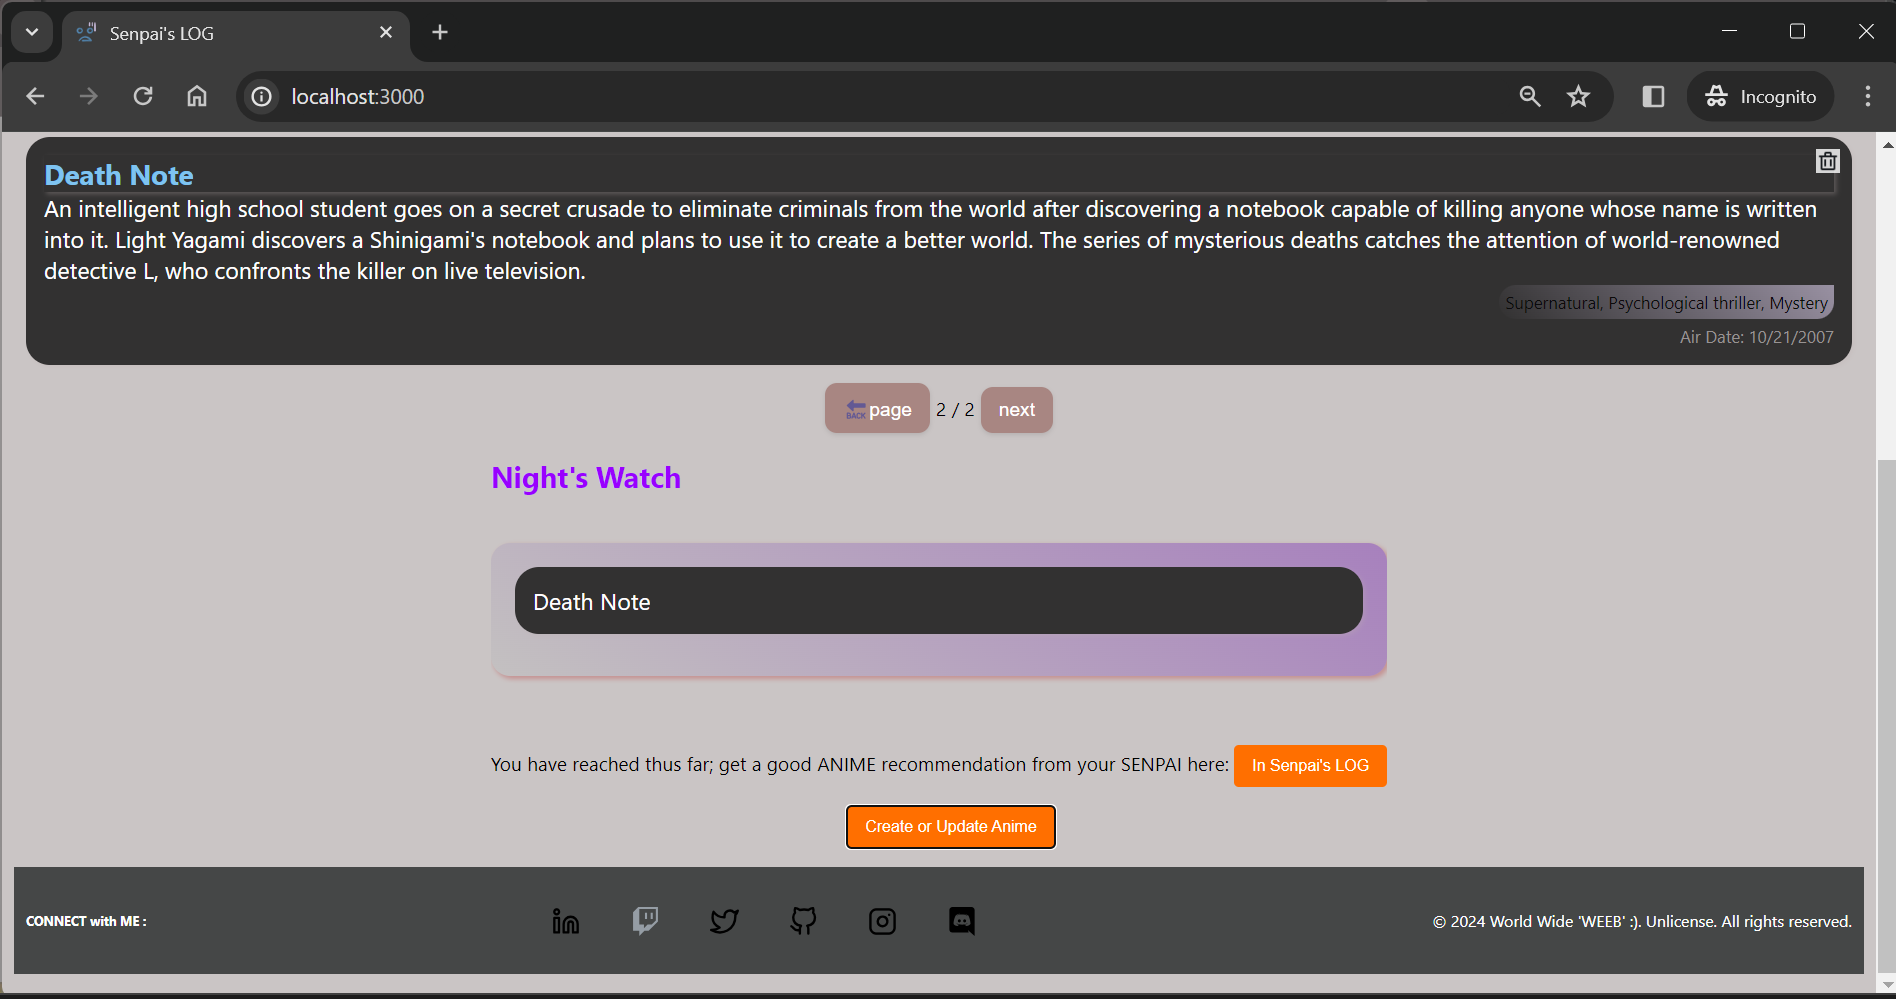 Senpai's LOG
localhost:3000
Incognito
Death Note
An intelligent high school student goes on a secret crusade to eliminate criminals from the world after discovering a notebook capable of killing anyone whose name is written
into it. Light Yagami discovers a Shinigami's notebook and plans to use it to create a better world. The series of mysterious deaths catches the attention of world-renowned
detective L, who confronts the killer on live television.
Supernatural, Psychological thriller, Mystery
Air Date: 10/21/2007
BACK page 2 / 2 next
Night's Watch
Death Note
You have reached thus far; get a good ANIME recommendation from your SENPAI here: In Senpai's LOG
Create or Update Anime
CONNECT with ME :
in
© 2024 World Wide 'WEEB' :). Unlicense. All rights reserved.